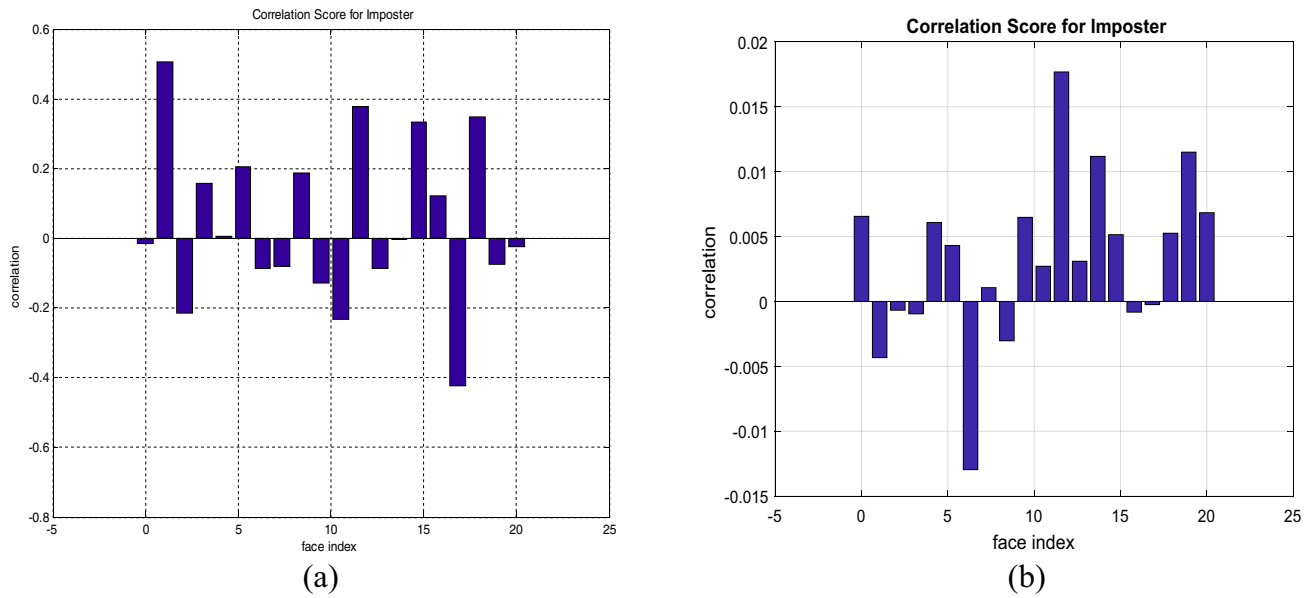 Correlation Score for Imposter
0.6
0.4
0.2
0
-0.2
-0.4
-0.6
-0.8
correlation
-5 0 5 10 15 20 25
face index
(a)
Correlation Score for Imposter
0.02
0.015
0.01
0.005
0
-0.005
-0.01
-0.015
correlation
-5 0 5 10 15 20 25
face index
(b)